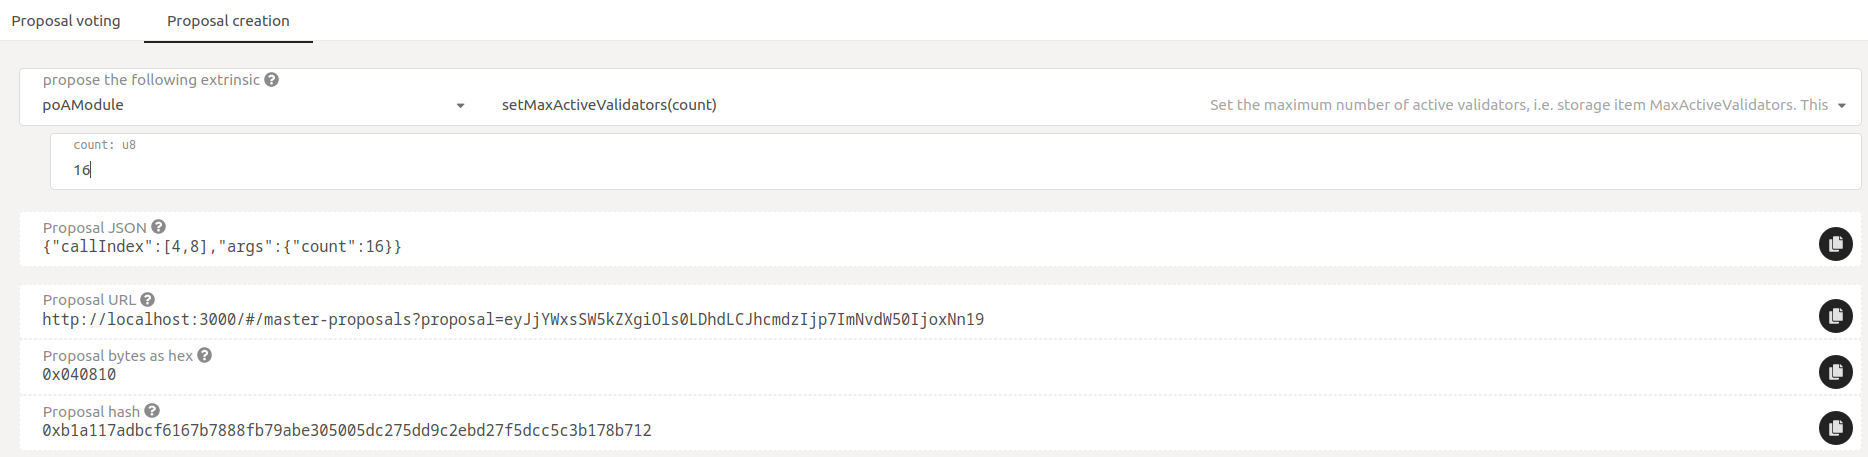 Proposal voting Proposal creation
propose the following extrinsic
poAModule setMaxActiveValidators(count) Set the maximum number of active validators, i.e. storage item MaxActiveValidators. This
count: u8
16
Proposal JSON
{"callIndex":[4,8],"args":{"count":16}}
Proposal URL
http://localhost:3000/#/master-proposals?proposal=eyJjYWxsSW5kZXgiOls0LDhdLCJhcmdzIjp7ImNvdW50IjoxNn19
Proposal bytes as hex
0x040810
Proposal hash
0xb1a117adbcf6167b7888fb79abe305005dc275dd9c2ebd27f5dcc5c3b178b712